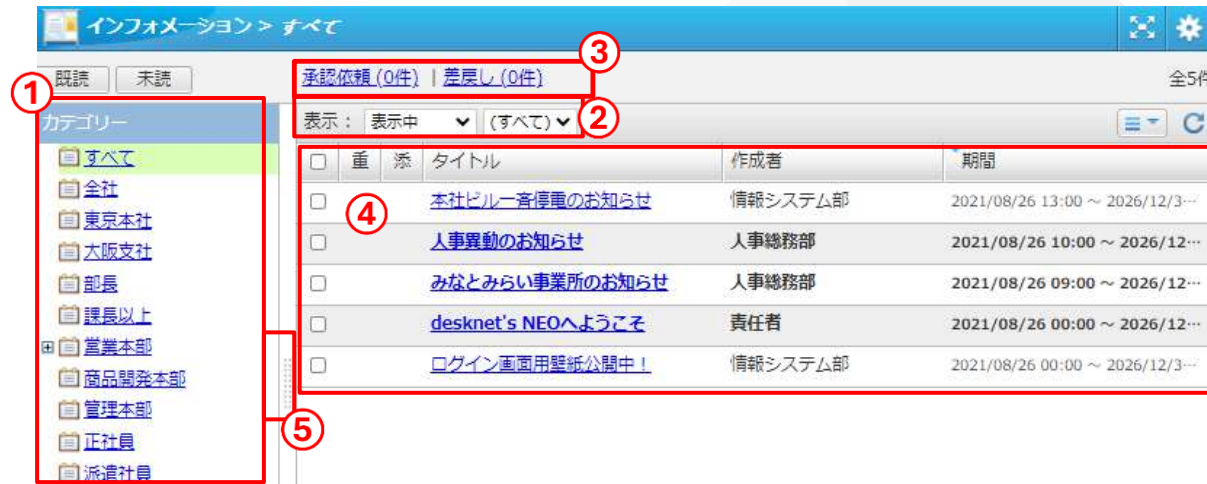 インフォメーション > すべて
③
既読 未読 承認依頼 (0件) | 差戻し (0件) 全5件
①
カテゴリー 表示： 表示中 (すべて) ②
すべて
全社
東京本社
大阪支社
部長
課長以上
営業本部
商品開発本部
管理本部
正社員
派遣社員
重 添 タイトル 作成者 期間
④
本社ビル一斉停電のお知らせ 情報システム部 2021/08/26 13:00 ～ 2026/12/3…
人事異動のお知らせ 人事総務部 2021/08/26 10:00 ～ 2026/12…
みなとみらい事業所のお知らせ 人事総務部 2021/08/26 09:00 ～ 2026/12…
desknet's NEOへようこそ 責任者 2021/08/26 00:00 ～ 2026/12…
ログイン画面用壁紙公開中！ 情報システム部 2021/08/26 00:00 ～ 2026/12/3…
⑤